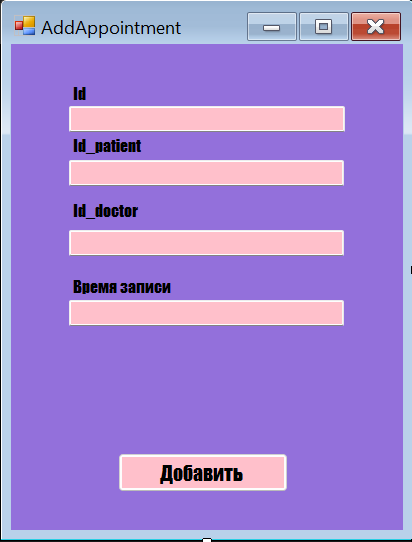 AddAppointment
Id
Id_patient
Id_doctor
Время записи
Добавить